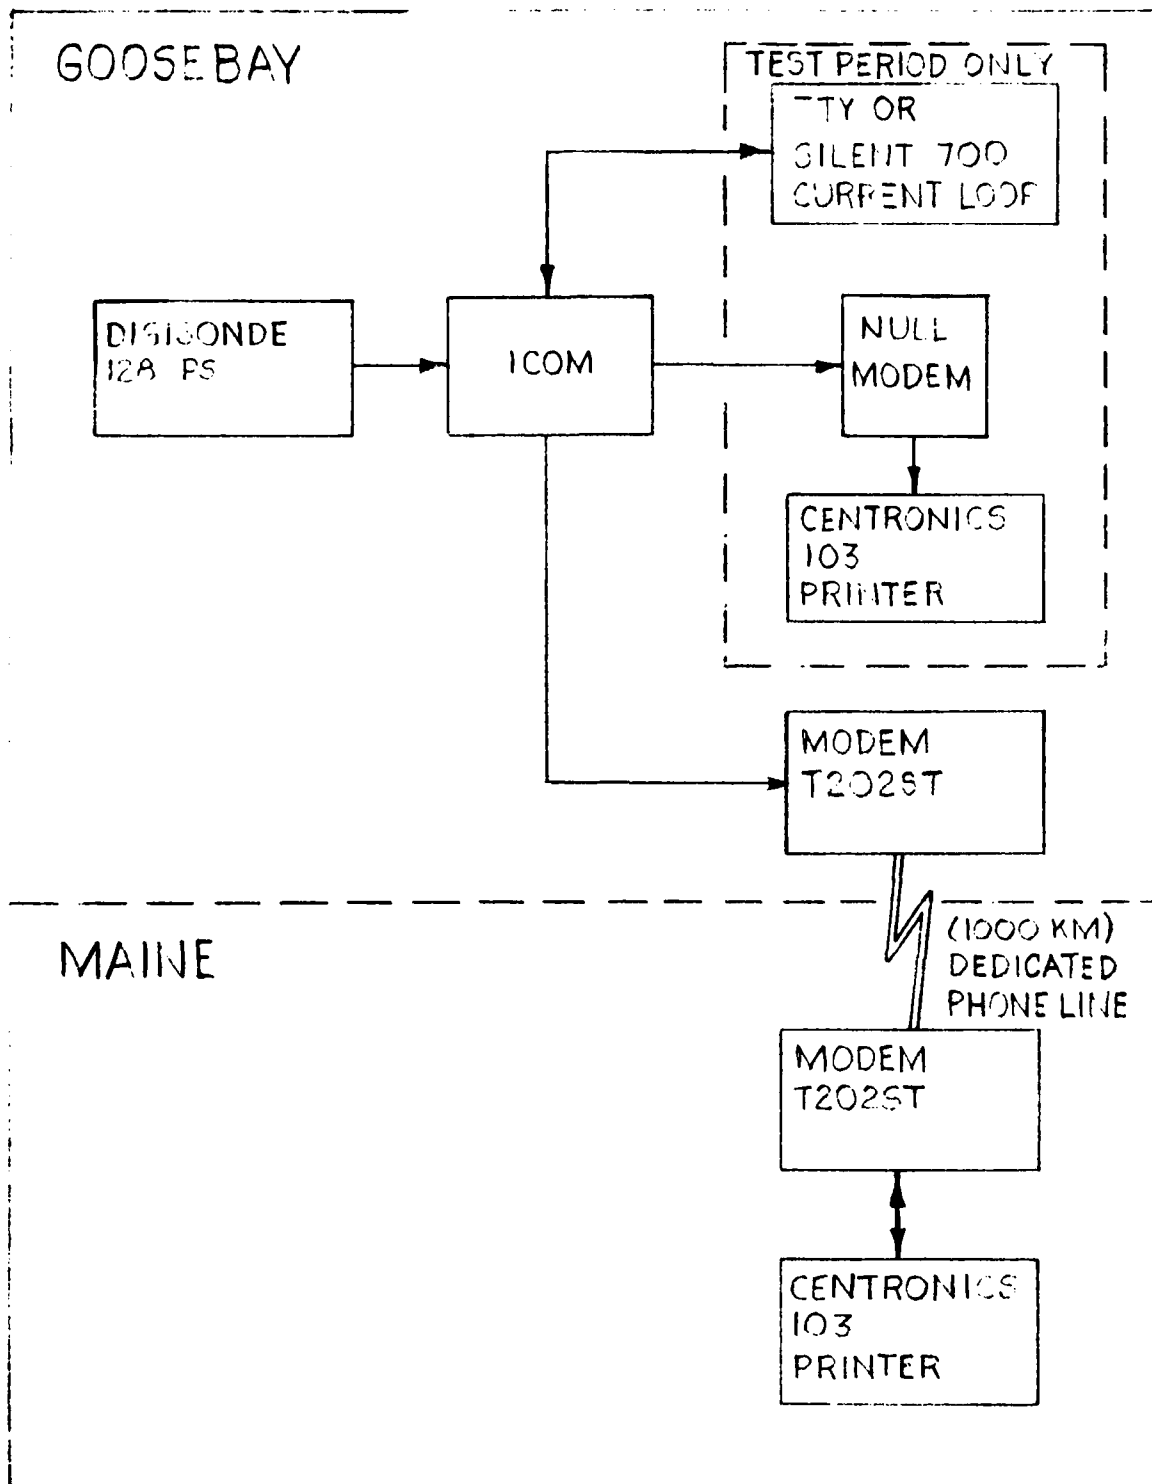 GOOSEBAY
TEST PERIOD ONLY
TTY OR
SILENT 700
CURRENT LOOP
DIGISONDE
128 PS
ICOM
NULL
MODEM
CENTRONICS
103
PRINTER
MODEM
T202ST
(1000 KM)
DEDICATED
PHONE LINE
MAINE
MODEM
T202ST
CENTRONICS
103
PRINTER